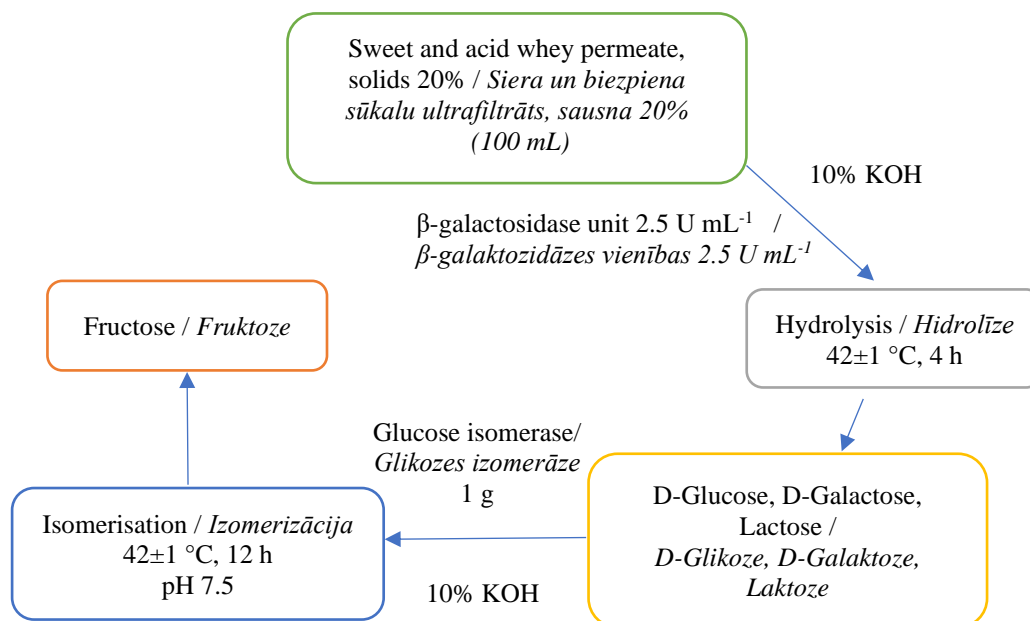 Sweet and acid whey permeate,
solids 20% / Siera un biezpiena
sūkalu ultrafiltrāts, sausna 20%
(100 mL)
10% KOH
β-galactosidase unit 2.5 U mL-1 /
β-galaktozidāzes vienības 2.5 U mL-1
Hydrolysis / Hidrolīze
42±1 °C, 4 h
D-Glucose, D-Galactose,
Lactose /
D-Glikoze, D-Galaktoze,
Laktoze
Glucose isomerase/
Glikozes izomerāze
1 g
10% KOH
Isomerisation / Izomerizācija
42±1 °C, 12 h
pH 7.5
Fructose / Fruktoze